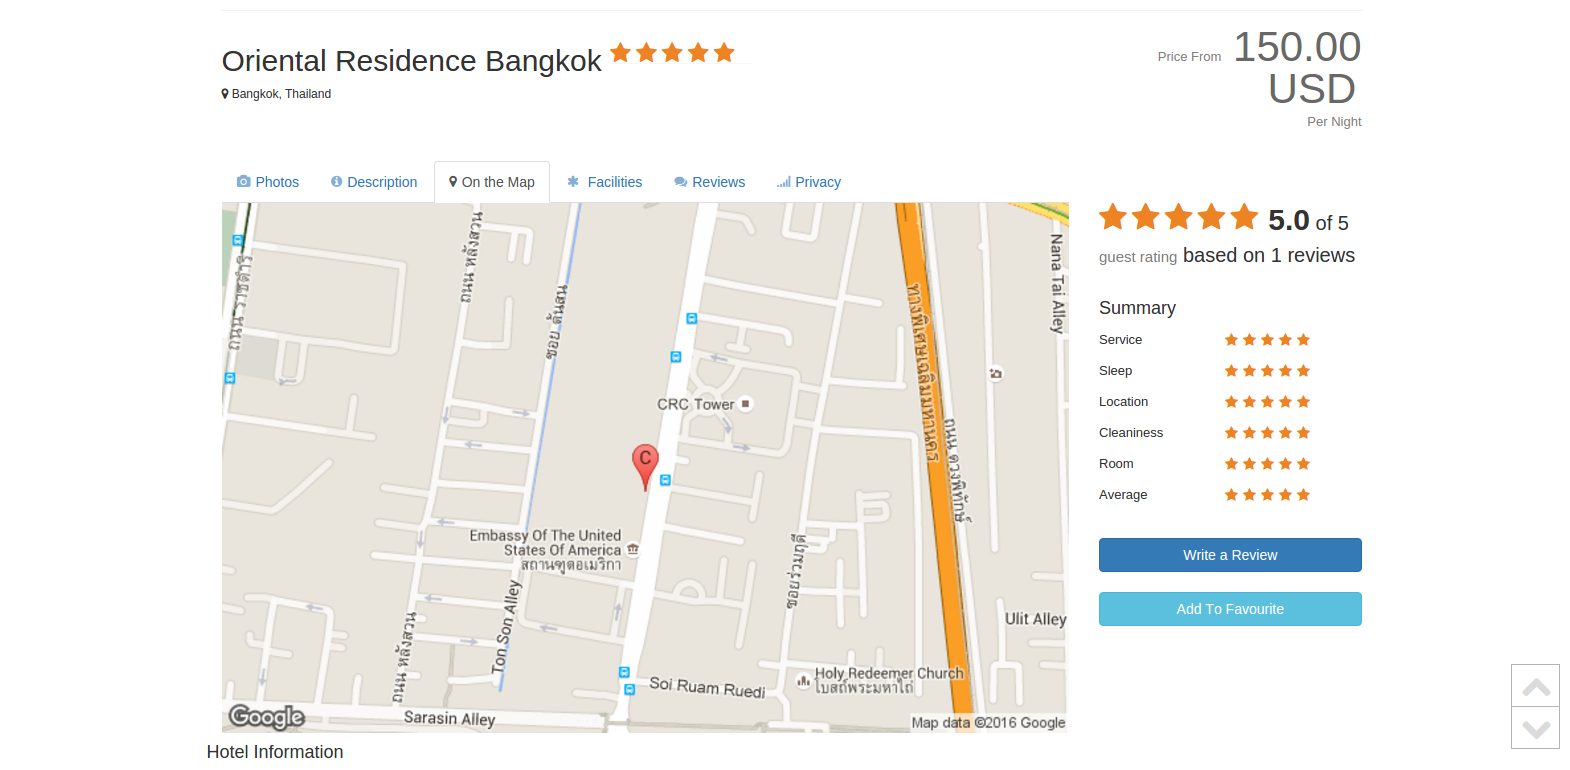 Oriental Residence Bangkok
Bangkok, Thailand
Price From 150.00
USD
Per Night
Photos
Description
On the Map
Facilities
Reviews
Privacy
ถนน ราชดำริ
ถนน หลังสวน
ซอย ต้นสน
ทางพิเศษเฉลิมมหานคร
Nana Tai Alley
CRC Tower
C
ถนน ดวงพิทักษ์
Embassy Of The United
States Of America
สถานฑูตอเมริกา
ซอยร่วมฤดี
Ton Son Alley
ถนน หลังสวน
Ulit Alley
Holy Redeemer Church
โบสถ์พระมหาไถ่
Soi Ruam Ruedi
Sarasin Alley
Google
Map data ©2016 Google
5.0 of 5
guest rating based on 1 reviews
Summary
Service
Sleep
Location
Cleaniness
Room
Average
Write a Review
Add To Favourite
Hotel Information